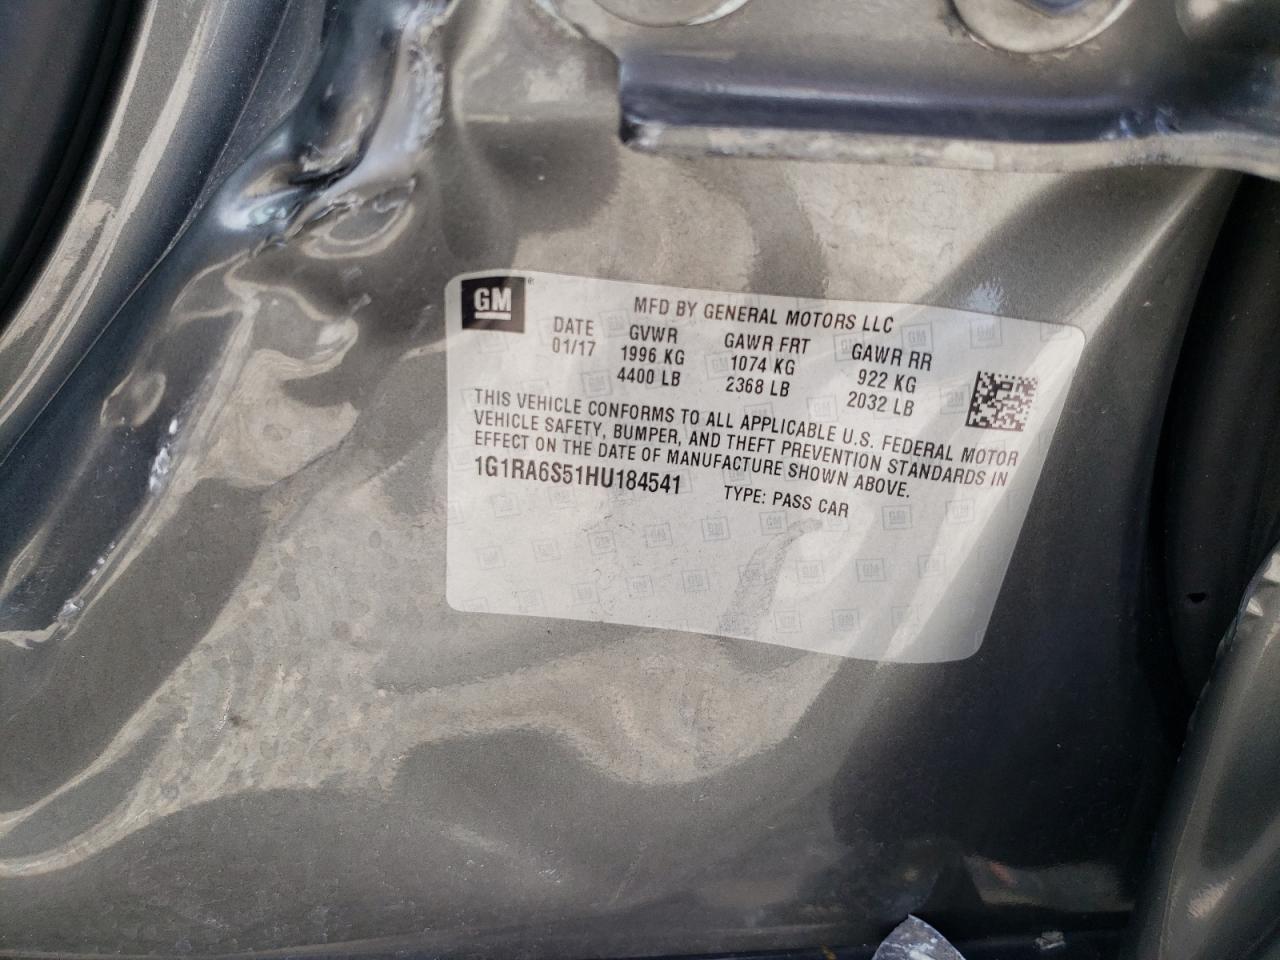 GM
MFD BY GENERAL MOTORS LLC
DATE GVWR GAWR FRT GAWR RR
01/17 1996 KG 1074 KG 922 KG
4400 LB 2368 LB 2032 LB
THIS VEHICLE CONFORMS TO ALL APPLICABLE U.S. FEDERAL MOTOR
VEHICLE SAFETY, BUMPER, AND THEFT PREVENTION STANDARDS IN
EFFECT ON THE DATE OF MANUFACTURE SHOWN ABOVE.
1G1RA6S51HU184541 TYPE: PASS CAR